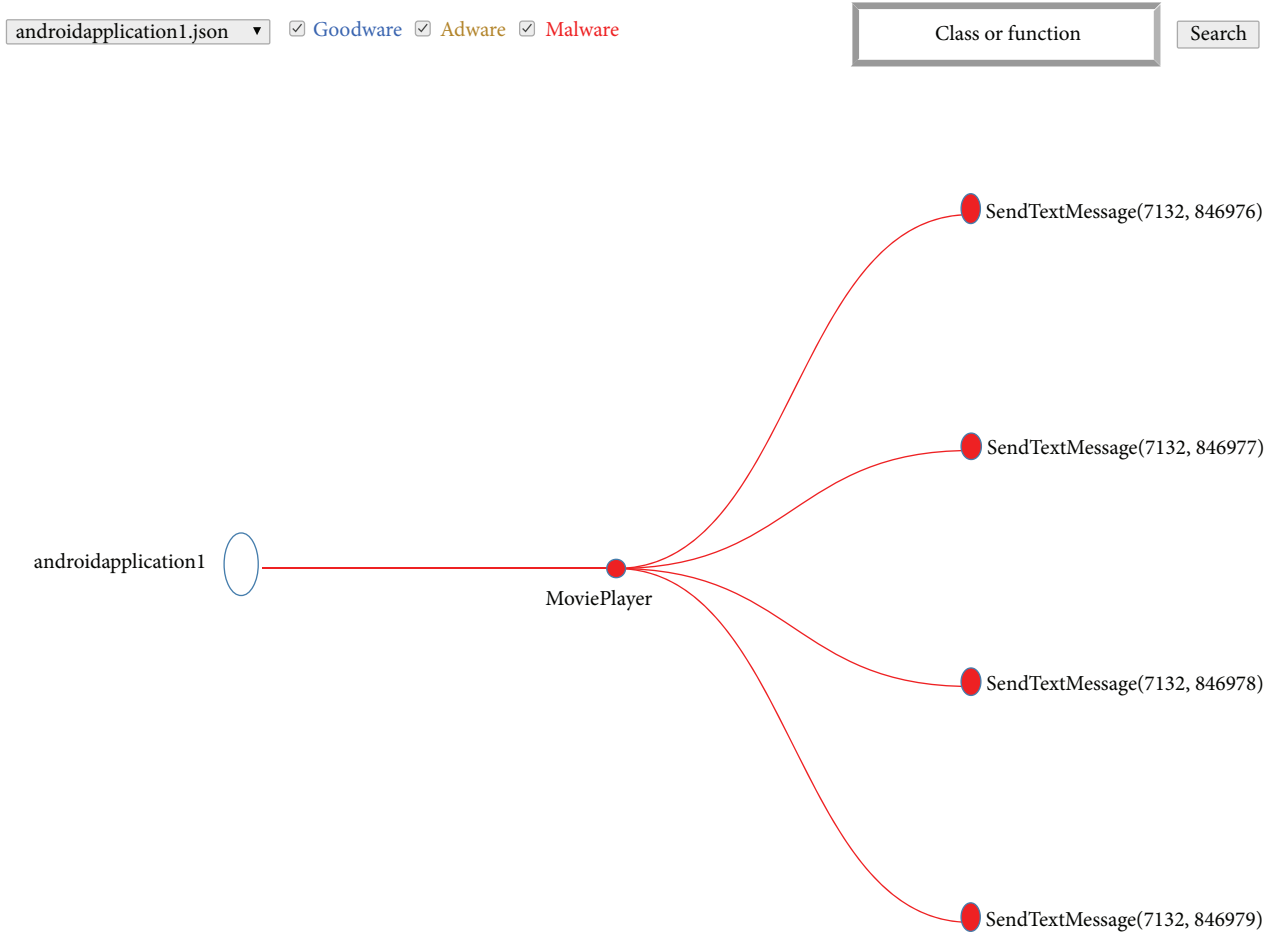 androidapplication1.json ▼ Goodware Adware Malware Class or function Search
SendTextMessage(7132, 846976)
SendTextMessage(7132, 846977)
androidapplication1
MoviePlayer
SendTextMessage(7132, 846978)
SendTextMessage(7132, 846979)